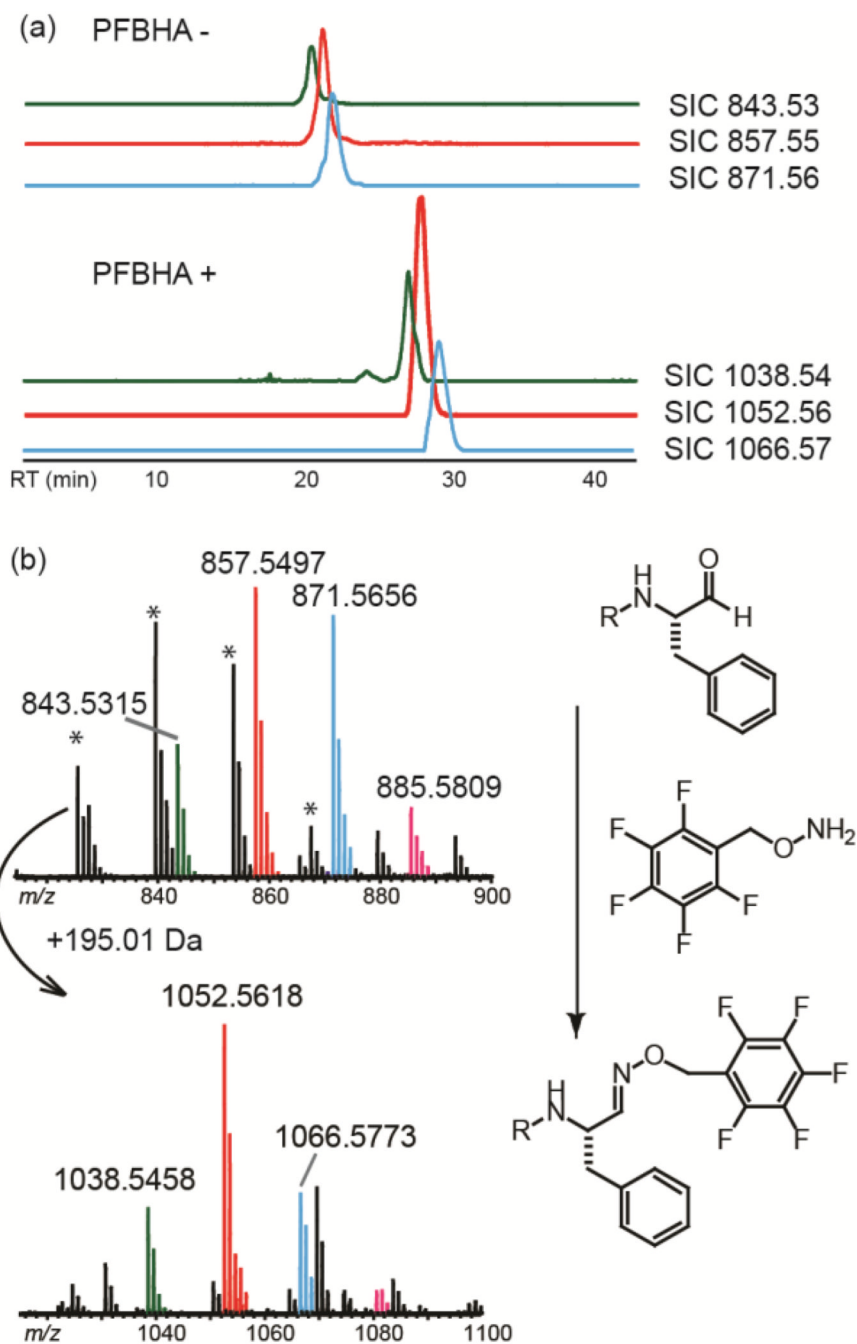 (a) PFBHA -
SIC 843.53
SIC 857.55
SIC 871.56
PFBHA +
SIC 1038.54
SIC 1052.56
SIC 1066.57
RT (min) 10 20 30 40
(b)
857.5497
871.5656
*
*
843.5315
*
885.5809
*
m/z 840 860 880 900
+195.01 Da
1052.5618
1066.5773
1038.5458
m/z 1040 1060 1080 1100
O
H
N
R
H
F
F
O
NH2
F
F
F
H
N
R
N
O
F
F
F
F
F